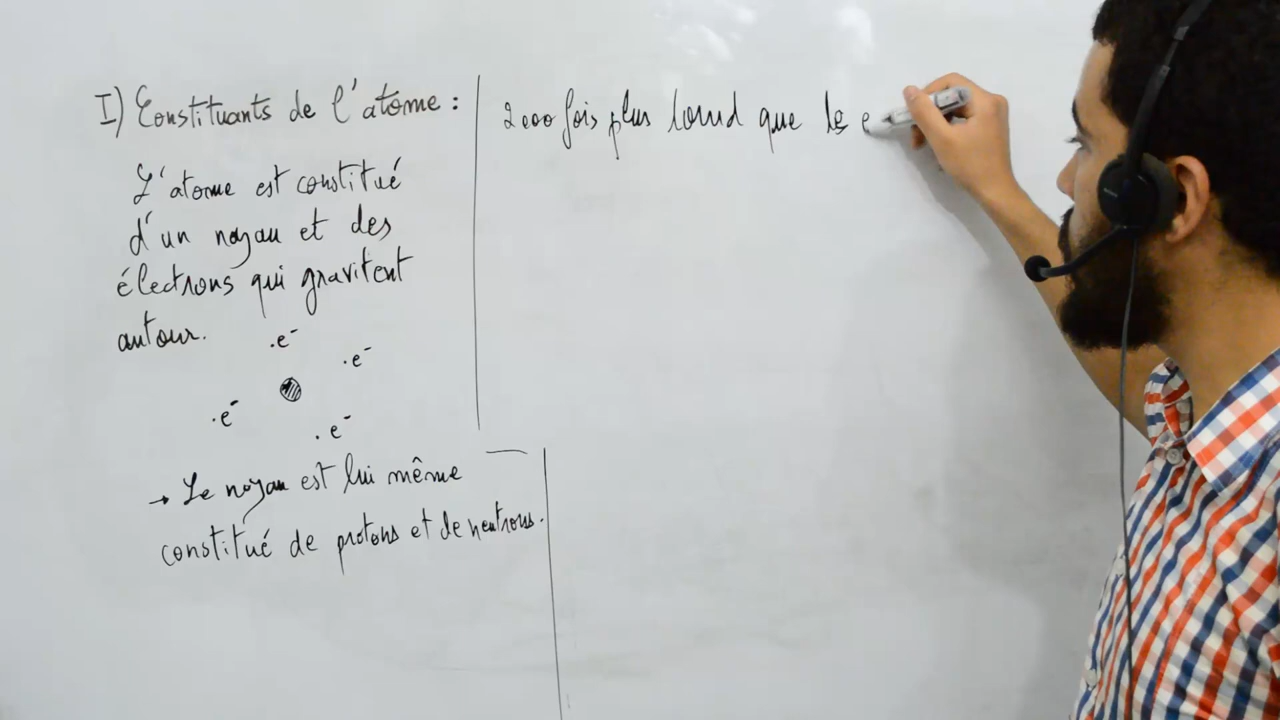 I) Constituants de l'atome :
L'atome est constitué
d'un noyau et des
électrons qui gravitent
autour.
.e⁻
.e⁻
.e⁻
.e⁻
→ Le noyau est lui même
constitué de protons et de neutrons.
2000 fois plus lourd que les e